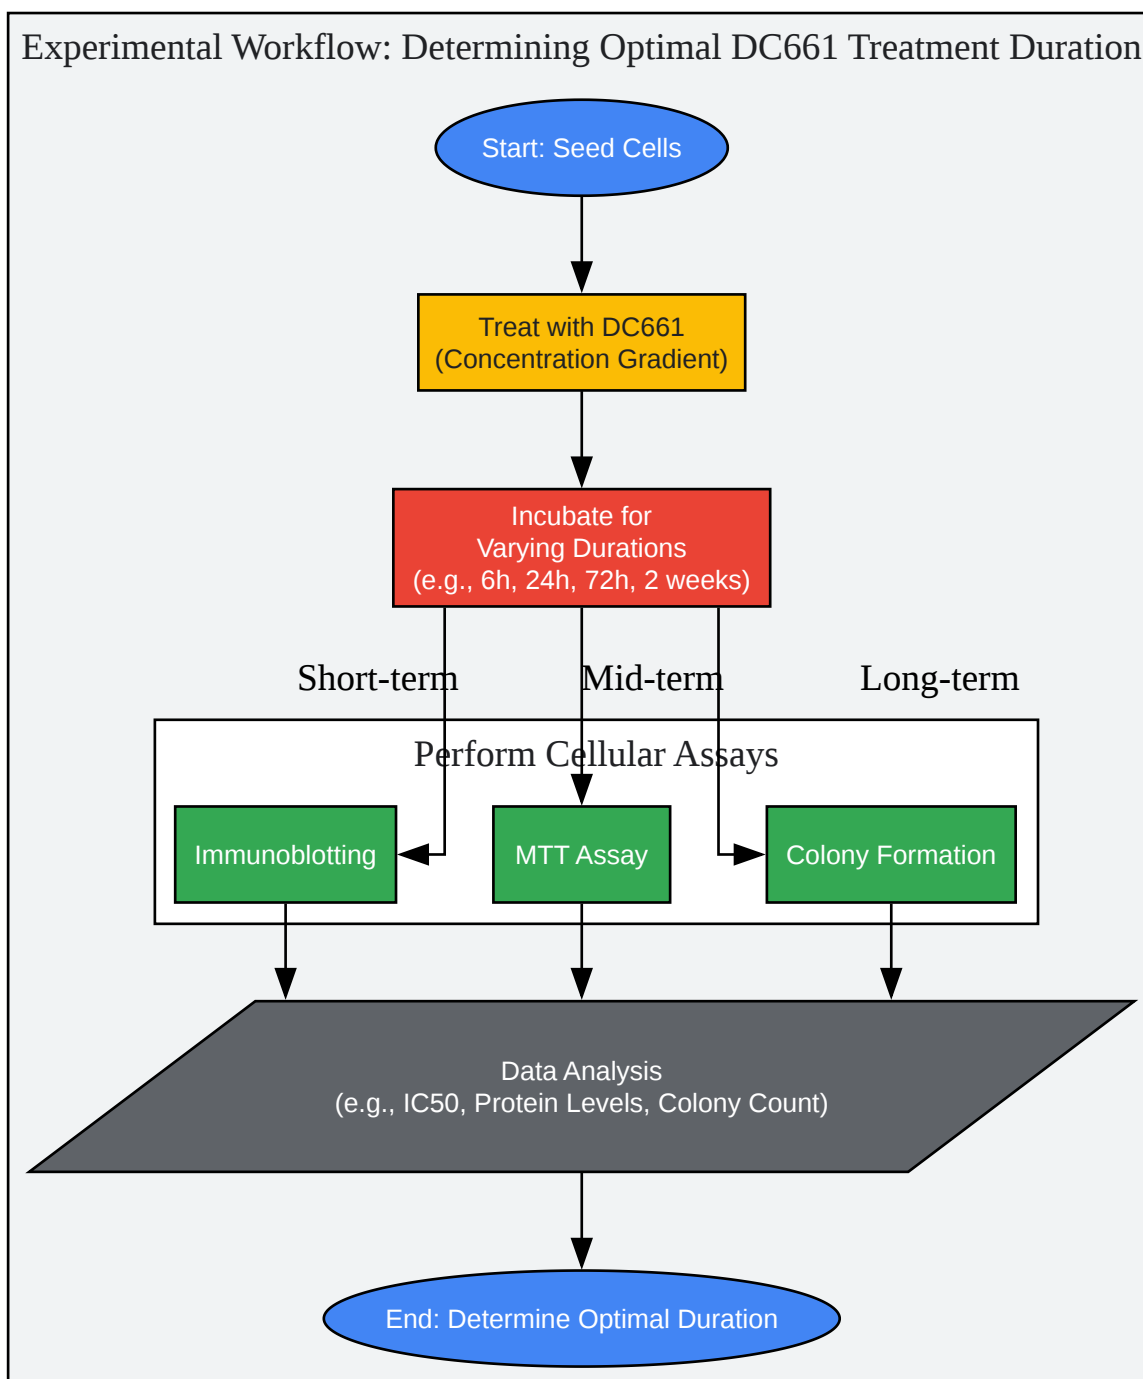 Experimental Workflow: Determining Optimal DC661 Treatment Duration
Start: Seed Cells
Treat with DC661
(Concentration Gradient)
Incubate for
Varying Durations
(e.g., 6h, 24h, 72h, 2 weeks)
Short-term
Mid-term
Long-term
Perform Cellular Assays
Immunoblotting
MTT Assay
Colony Formation
Data Analysis
(e.g., IC50, Protein Levels, Colony Count)
End: Determine Optimal Duration